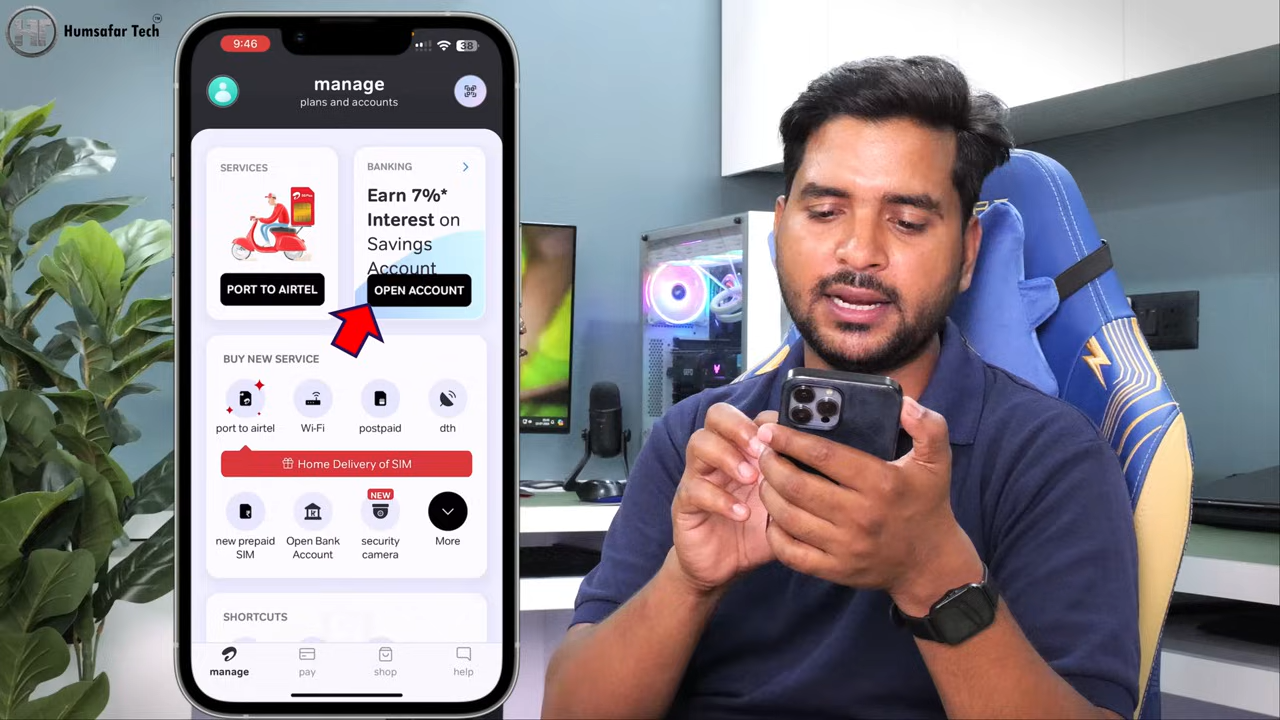 Humsafar Tech
TM
9:46
38
manage
plans and accounts
SERVICES
PORT TO AIRTEL
BANKING
Earn 7%*
Interest on
Savings
Account
OPEN ACCOUNT
BUY NEW SERVICE
port to airtel
Wi-Fi
postpaid
dth
Home Delivery of SIM
NEW
new prepaid
SIM
Open Bank
Account
security
camera
More
SHORTCUTS
manage
pay
shop
help